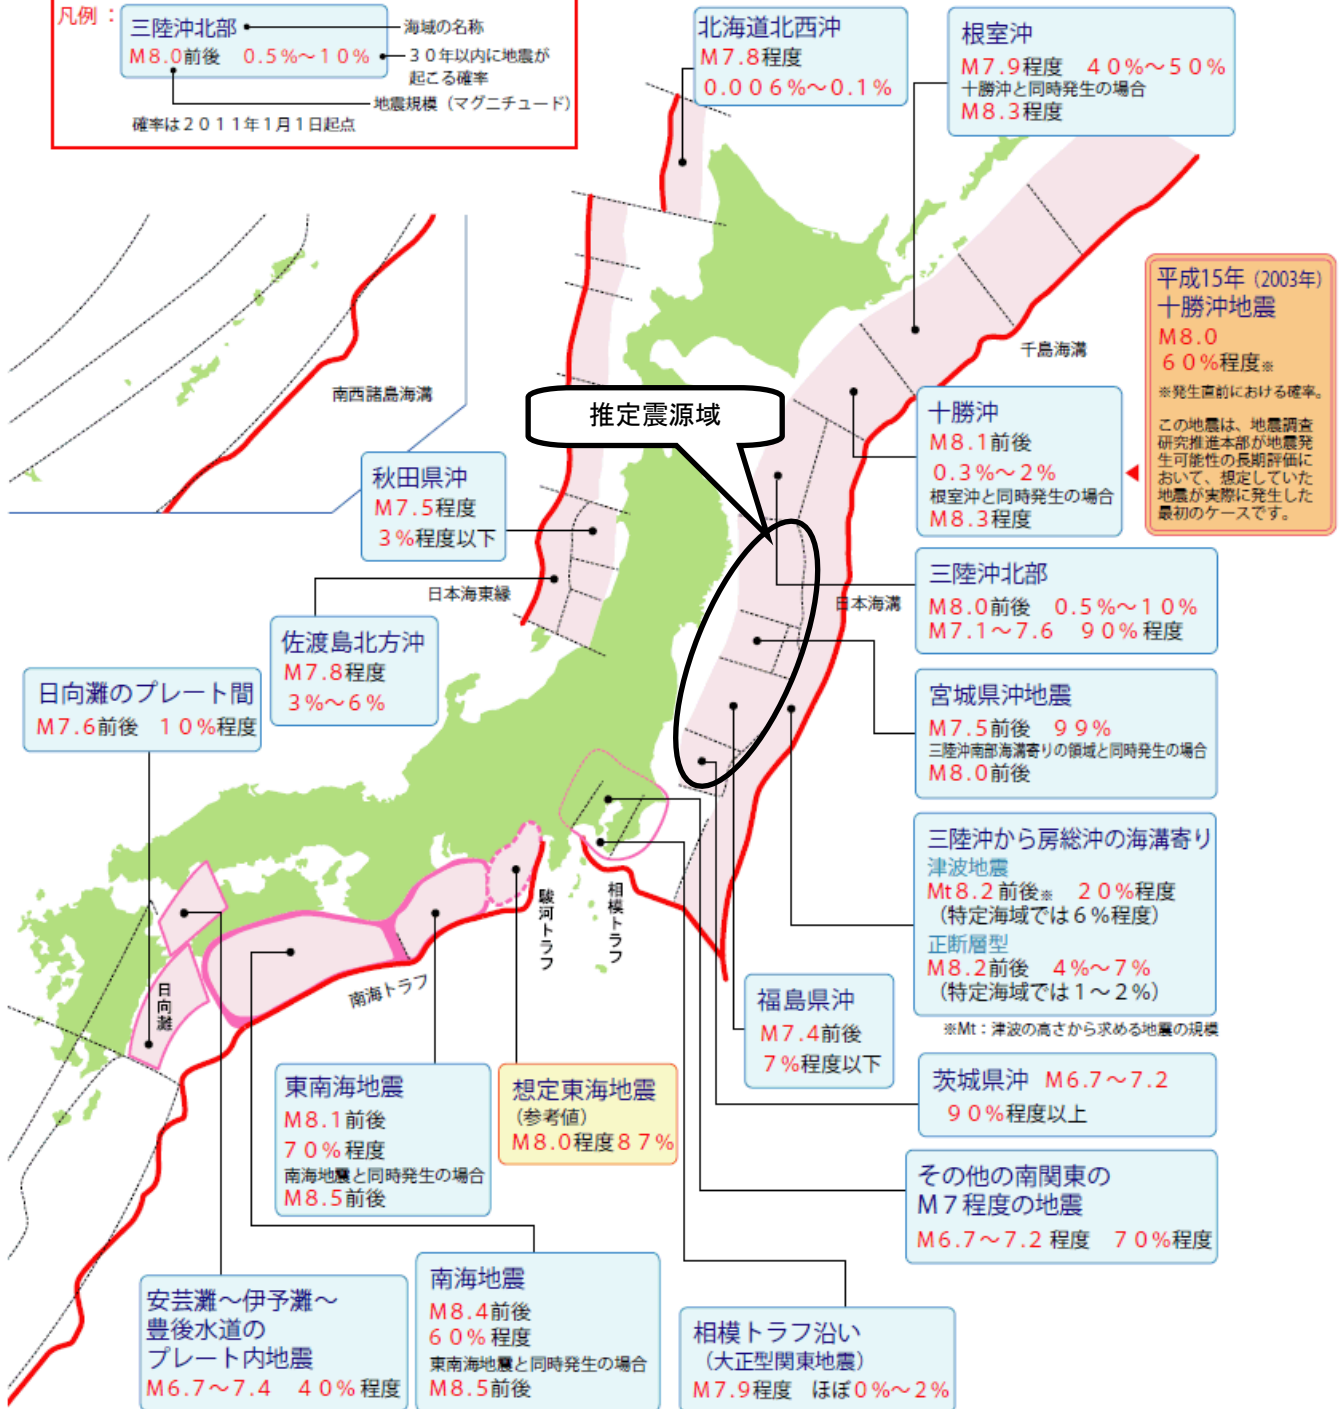 凡例：
三陸沖北部
M8.0前後　0.5%～10%
海域の名称
30年以内に地震が
起こる確率
地震規模（マグニチュード）
確率は2011年1月1日起点
北海道北西沖
M7.8程度
0.006%～0.1%
根室沖
M7.9程度　40%～50%
十勝沖と同時発生の場合
M8.3程度
平成15年（2003年）
十勝沖地震
M8.0
60%程度※
※発生直前における確率。
この地震は、地震調査
研究推進本部が地震発
生可能性の長期評価に
おいて、想定していた
地震が実際に発生した
最初のケースです。
千島海溝
南西諸島海溝
推定震源域
十勝沖
M8.1前後
0.3%～2%
根室沖と同時発生の場合
M8.3程度
秋田県沖
M7.5程度
3%程度以下
日本海東縁
日本海溝
三陸沖北部
M8.0前後　0.5%～10%
M7.1～7.6　90%程度
佐渡島北方沖
M7.8程度
3%～6%
日向灘のプレート間
M7.6前後　10%程度
宮城県沖地震
M7.5前後　99%
三陸沖南部海溝寄りの領域と同時発生の場合
M8.0前後
三陸沖から房総沖の海溝寄り
津波地震
Mt8.2前後※　20%程度
（特定海域では6%程度）
正断層型
M8.2前後　4%～7%
（特定海域では1～2%）
※Mt：津波の高さから求める地震の規模
駿河トラフ
相模トラフ
南海トラフ
日向灘
福島県沖
M7.4前後
7%程度以下
茨城県沖　M6.7～7.2
90%程度以上
東南海地震
M8.1前後
70%程度
南海地震と同時発生の場合
M8.5前後
想定東海地震
（参考値）
M8.0程度87%
その他の南関東の
M7程度の地震
M6.7～7.2程度　70%程度
南海地震
M8.4前後
60%程度
東南海地震と同時発生の場合
M8.5前後
安芸灘～伊予灘～
豊後水道の
プレート内地震
M6.7～7.4　40%程度
相模トラフ沿い
（大正型関東地震）
M7.9程度　ほぼ0%～2%